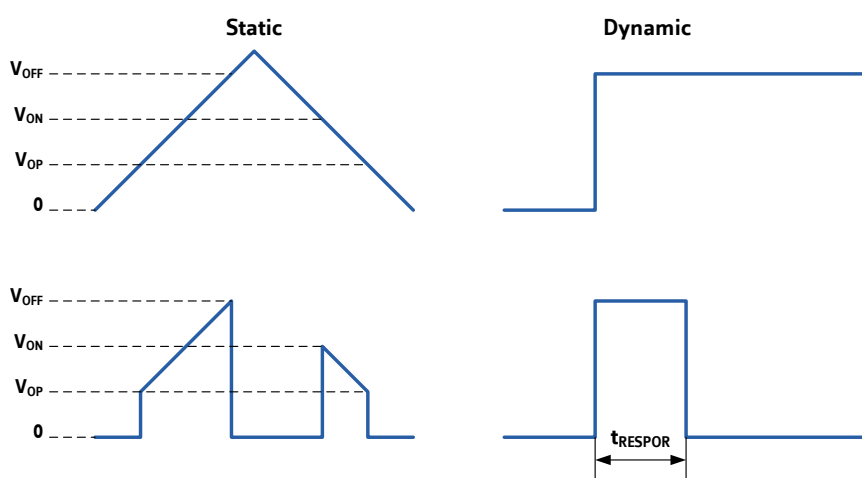 Static
Dynamic
VOFF
VON
VOP
0
VOFF
VON
VOP
0
tRESPOR